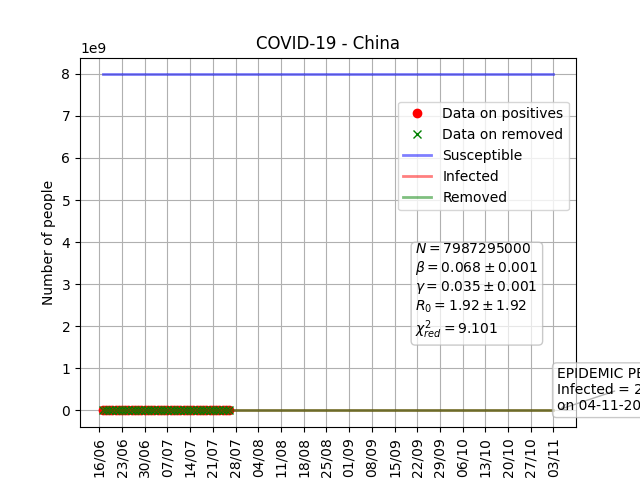 COVID-19 - China
1e9
8
7
6
5
4
3
2
1
0
Number of people
Data on positives
Data on removed
Susceptible
Infected
Removed
N = 7987295000
β = 0.068 ± 0.001
γ = 0.035 ± 0.001
R₀ = 1.92 ± 1.92
χ²red = 9.101
EPIDEMIC PE
Infected = 2
on 04-11-20
16/06
23/06
30/06
07/07
14/07
21/07
28/07
04/08
11/08
18/08
25/08
01/09
08/09
15/09
22/09
29/09
06/10
13/10
20/10
27/10
03/11